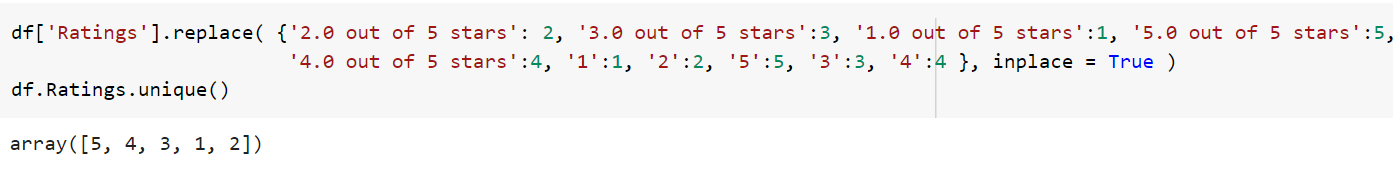 df['Ratings'].replace( {'2.0 out of 5 stars': 2, '3.0 out of 5 stars':3, '1.0 out of 5 stars':1, '5.0 out of 5 stars':5,
'4.0 out of 5 stars':4, '1':1, '2':2, '5':5, '3':3, '4':4 }, inplace = True )
df.Ratings.unique()
array([5, 4, 3, 1, 2])